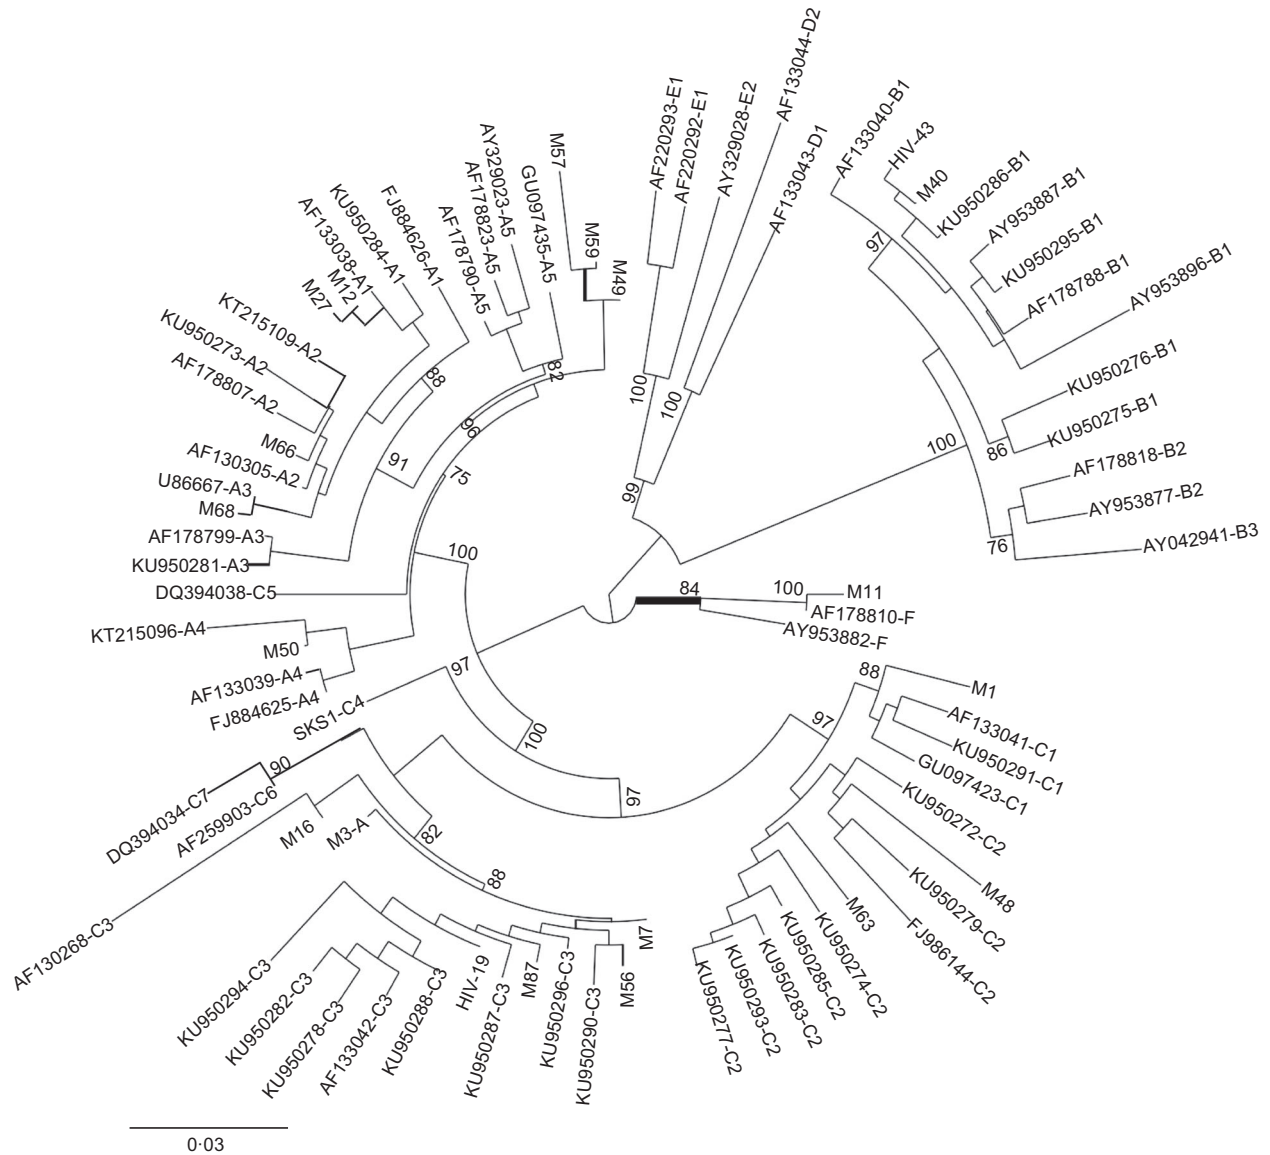 AF133044-D2
AF220293-E1
AF220292-E1
AY329028-E2
AF133043-D1
AF133040-B1
HIV-43
M40
KU950286-B1
AY953887-B1
KU950295-B1
AF178788-B1
AY953896-B1
KU950276-B1
KU950275-B1
AF178818-B2
AY953877-B2
AY042941-B3
97
86
76
100
100
100
99
M57
M59
M49
GU097435-A5
AY329023-A5
AF178823-A5
AF178790-A5
FJ884626-A1
KU950284-A1
AF133038-A1
M12
M27
KT215109-A2
KU950273-A2
AF178807-A2
M66
AF130305-A2
U86667-A3
M68
AF178799-A3
KU950281-A3
DQ394038-C5
KT215096-A4
M50
AF133039-A4
FJ884625-A4
SKS1-C4
82
88
96
91
75
100
84
100
M11
AF178810-F
AY953882-F
97
100
97
97
88
M1
AF133041-C1
KU950291-C1
GU097423-C1
KU950272-C2
M48
KU950279-C2
FJ986144-C2
M63
KU950274-C2
KU950285-C2
KU950283-C2
KU950293-C2
KU950277-C2
90
DQ394034-C7
AF259903-C6
M16
M3-A
82
88
AF130268-C3
KU950294-C3
KU950282-C3
KU950278-C3
AF133042-C3
KU950288-C3
HIV-19
KU950287-C3
M87
KU950296-C3
KU950290-C3
M56
M7
0·03